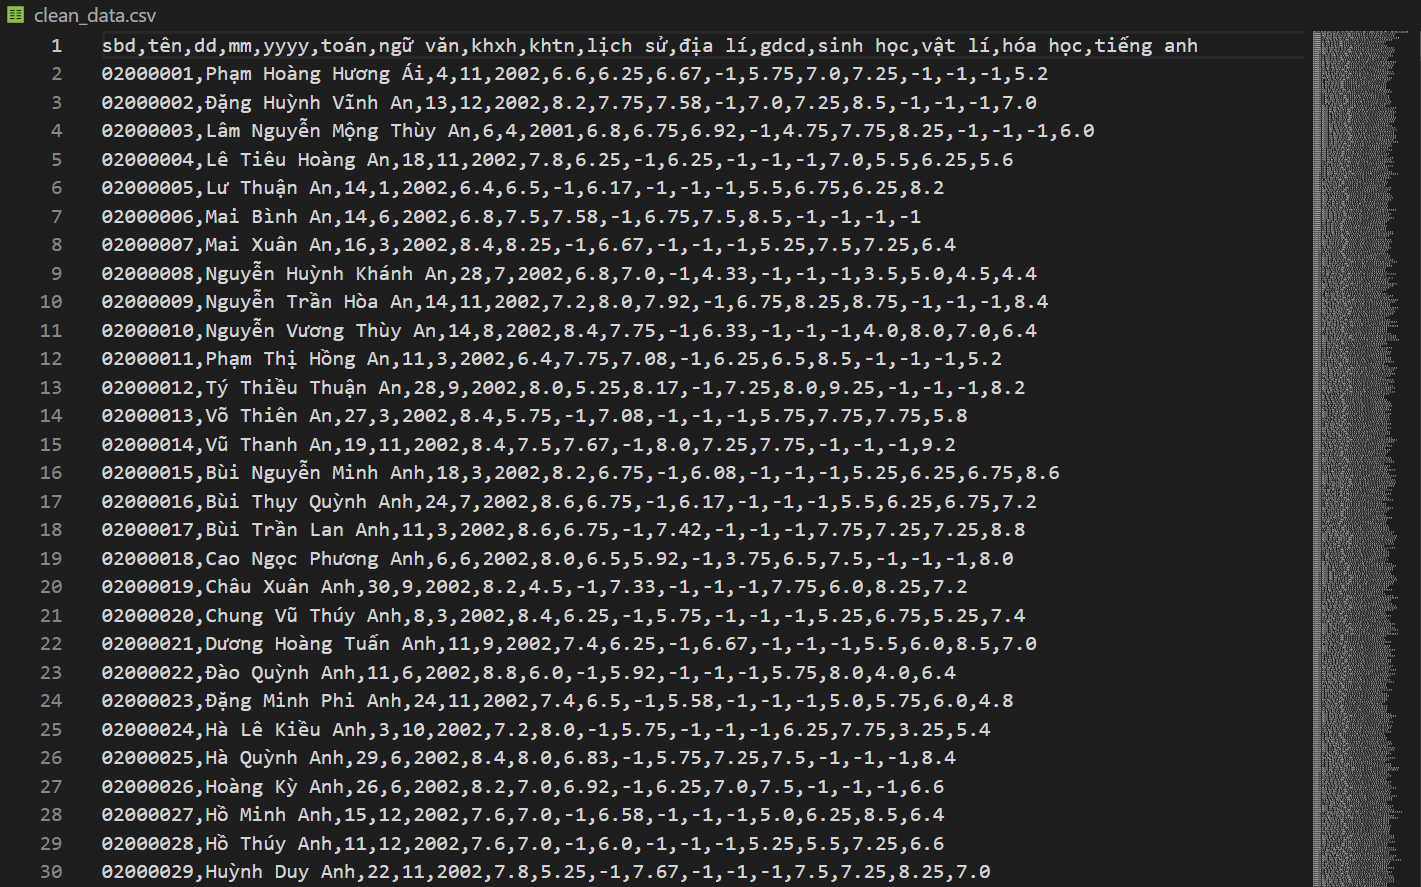 clean_data.csv
1 sbd,tên,dd,mm,yyyy,toán,ngữ văn,khxh,khtn,lịch sử,địa lí,gdcd,sinh học,vật lí,hóa học,tiếng anh
2 02000001,Phạm Hoàng Hương Ái,4,11,2002,6.6,6.25,6.67,-1,5.75,7.0,7.25,-1,-1,-1,5.2
3 02000002,Đặng Huỳnh Vĩnh An,13,12,2002,8.2,7.75,7.58,-1,7.0,7.25,8.5,-1,-1,-1,7.0
4 02000003,Lâm Nguyễn Mộng Thùy An,6,4,2001,6.8,6.75,6.92,-1,4.75,7.75,8.25,-1,-1,-1,6.0
5 02000004,Lê Tiêu Hoàng An,18,11,2002,7.8,6.25,-1,6.25,-1,-1,-1,7.0,5.5,6.25,5.6
6 02000005,Lư Thuận An,14,1,2002,6.4,6.5,-1,6.17,-1,-1,-1,5.5,6.75,6.25,8.2
7 02000006,Mai Bình An,14,6,2002,6.8,7.5,7.58,-1,6.75,7.5,8.5,-1,-1,-1,-1
8 02000007,Mai Xuân An,16,3,2002,8.4,8.25,-1,6.67,-1,-1,-1,5.25,7.5,7.25,6.4
9 02000008,Nguyễn Huỳnh Khánh An,28,7,2002,6.8,7.0,-1,4.33,-1,-1,-1,3.5,5.0,4.5,4.4
10 02000009,Nguyễn Trần Hòa An,14,11,2002,7.2,8.0,7.92,-1,6.75,8.25,8.75,-1,-1,-1,8.4
11 02000010,Nguyễn Vương Thùy An,14,8,2002,8.4,7.75,-1,6.33,-1,-1,-1,4.0,8.0,7.0,6.4
12 02000011,Phạm Thị Hồng An,11,3,2002,6.4,7.75,7.08,-1,6.25,6.5,8.5,-1,-1,-1,5.2
13 02000012,Tý Thiều Thuận An,28,9,2002,8.0,5.25,8.17,-1,7.25,8.0,9.25,-1,-1,-1,8.2
14 02000013,Võ Thiên An,27,3,2002,8.4,5.75,-1,7.08,-1,-1,-1,5.75,7.75,7.75,5.8
15 02000014,Vũ Thanh An,19,11,2002,8.4,7.5,7.67,-1,8.0,7.25,7.75,-1,-1,-1,9.2
16 02000015,Bùi Nguyễn Minh Anh,18,3,2002,8.2,6.75,-1,6.08,-1,-1,-1,5.25,6.25,6.75,8.6
17 02000016,Bùi Thụy Quỳnh Anh,24,7,2002,8.6,6.75,-1,6.17,-1,-1,-1,5.5,6.25,6.75,7.2
18 02000017,Bùi Trần Lan Anh,11,3,2002,8.6,6.75,-1,7.42,-1,-1,-1,7.75,7.25,7.25,8.8
19 02000018,Cao Ngọc Phương Anh,6,6,2002,8.0,6.5,5.92,-1,3.75,6.5,7.5,-1,-1,-1,8.0
20 02000019,Châu Xuân Anh,30,9,2002,8.2,4.5,-1,7.33,-1,-1,-1,7.75,6.0,8.25,7.2
21 02000020,Chung Vũ Thúy Anh,8,3,2002,8.4,6.25,-1,5.75,-1,-1,-1,5.25,6.75,5.25,7.4
22 02000021,Dương Hoàng Tuấn Anh,11,9,2002,7.4,6.25,-1,6.67,-1,-1,-1,5.5,6.0,8.5,7.0
23 02000022,Đào Quỳnh Anh,11,6,2002,8.8,6.0,-1,5.92,-1,-1,-1,5.75,8.0,4.0,6.4
24 02000023,Đặng Minh Phi Anh,24,11,2002,7.4,6.5,-1,5.58,-1,-1,-1,5.0,5.75,6.0,4.8
25 02000024,Hà Lê Kiều Anh,3,10,2002,7.2,8.0,-1,5.75,-1,-1,-1,6.25,7.75,3.25,5.4
26 02000025,Hà Quỳnh Anh,29,6,2002,8.4,8.0,6.83,-1,5.75,7.25,7.5,-1,-1,-1,8.4
27 02000026,Hoàng Kỳ Anh,26,6,2002,8.2,7.0,6.92,-1,6.25,7.0,7.5,-1,-1,-1,6.6
28 02000027,Hồ Minh Anh,15,12,2002,7.6,7.0,-1,6.58,-1,-1,-1,5.0,6.25,8.5,6.4
29 02000028,Hồ Thúy Anh,11,12,2002,7.6,7.0,-1,6.0,-1,-1,-1,5.25,5.5,7.25,6.6
30 02000029,Huỳnh Duy Anh,22,11,2002,7.8,5.25,-1,7.67,-1,-1,-1,7.5,7.25,8.25,7.0